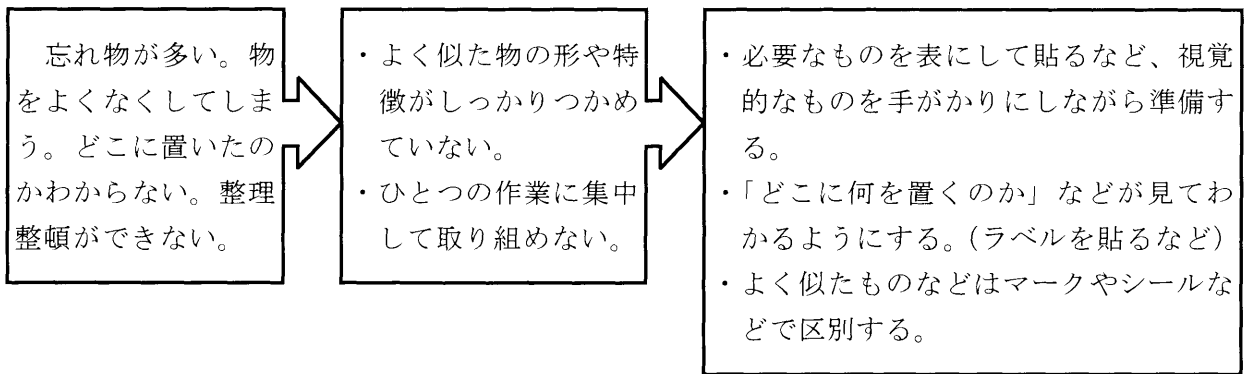 忘れ物が多い。物
をよくなくしてしま
う。どこに置いたの
かわからない。整理
整頓ができない。
・よく似た物の形や特
徴がしっかりつかめ
ていない。
・ひとつの作業に集中
して取り組めない。
・必要なものを表にして貼るなど、視覚
的なものを手がかりにしながら準備す
る。
・「どこに何を置くのか」などが見てわ
かるようにする。(ラベルを貼るなど)
・よく似たものなどはマークやシールな
どで区別する。